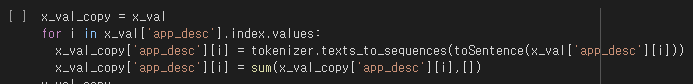 [ ] x_val_copy = x_val
for i in x_val['app_desc'].index.values:
x_val_copy['app_desc'][i] = tokenizer.texts_to_sequences(toSentence(x_val['app_desc'][i]))
x_val_copy['app_desc'][i] = sum(x_val_copy['app_desc'][i],[])
x_val_copy